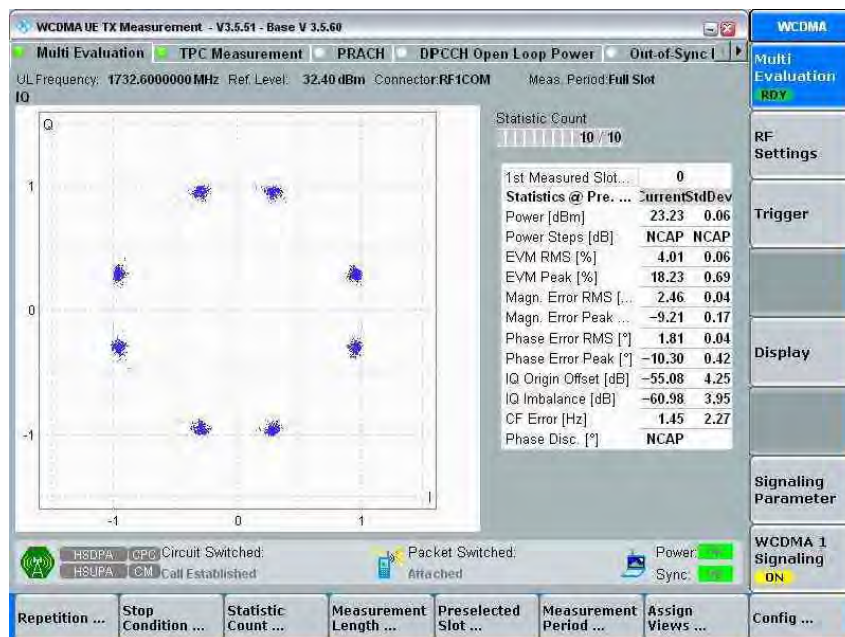 WCDMA UE TX Measurement - V3.5.51 - Base V 3.5.60
WCDMA
Multi Evaluation TPC Measurement PRACH DPCCH Open Loop Power Out-of-Sync
UL Frequency: 1732.6000000 MHz Ref. Level: 32.40 dBm Connector: RF1COM Meas. Period: Full Slot
IQ
Q
1
0
-1
-1 0 1
I
Statistic Count
10 / 10
1st Measured Slot... 0
Statistics @ Pre. ... Current StdDev
Power [dBm] 23.23 0.06
Power Steps [dB] NCAP NCAP
EVM RMS [%] 4.01 0.06
EVM Peak [%] 18.23 0.69
Magn. Error RMS [... 2.46 0.04
Magn. Error Peak ... −9.21 0.17
Phase Error RMS [°] 1.81 0.04
Phase Error Peak [°] −10.30 0.42
IQ Origin Offset [dB] −55.08 4.25
IQ Imbalance [dB] −60.98 3.95
CF Error [Hz] 1.45 2.27
Phase Disc. [°] NCAP
Multi Evaluation
RDY
RF Settings
Trigger
Display
Signaling Parameter
WCDMA 1 Signaling
ON
HSDPA CPC Circuit Switched: Packet Switched: Power:
HSUPA CM Call Established Attached Sync:
Repetition ... Stop Condition ... Statistic Count ... Measurement Length ... Preselected Slot ... Measurement Period ... Assign Views ... Config ...